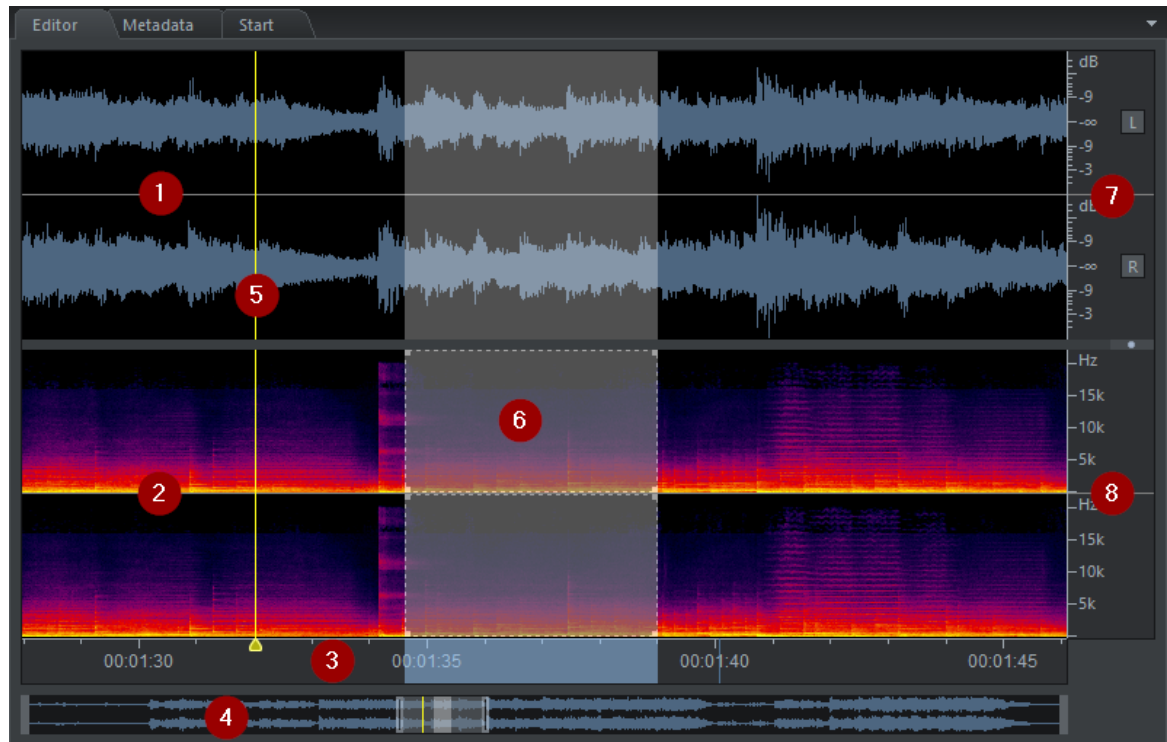 Editor Metadata Start
dB
-9
-∞ L
-9
-3
1 7
dB
-9
-∞ R
5 -9
-3
Hz
15k
6
10k
5k
2 8
Hz
15k
10k
5k
00:01:30 3 00:01:35 00:01:40 00:01:45
4